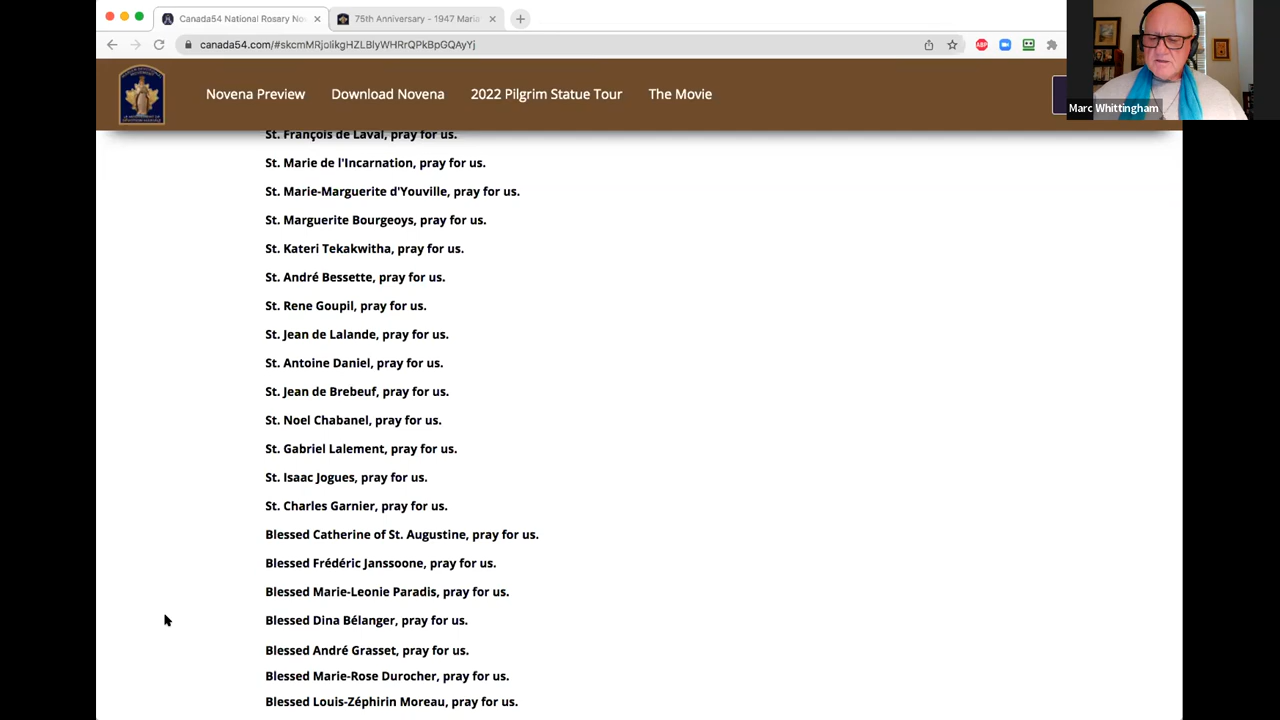 Canada54 National Rosary No
75th Anniversary - 1947 Maria
canada54.com/#skcmMRjolikgHZLBlyWHRrQPkBpGQAyYj
ABP
Marc Whittingham
Novena Preview
Download Novena
2022 Pilgrim Statue Tour
The Movie
St. François de Laval, pray for us.
St. Marie de l'Incarnation, pray for us.
St. Marie-Marguerite d'Youville, pray for us.
St. Marguerite Bourgeoys, pray for us.
St. Kateri Tekakwitha, pray for us.
St. André Bessette, pray for us.
St. Rene Goupil, pray for us.
St. Jean de Lalande, pray for us.
St. Antoine Daniel, pray for us.
St. Jean de Brebeuf, pray for us.
St. Noel Chabanel, pray for us.
St. Gabriel Lalement, pray for us.
St. Isaac Jogues, pray for us.
St. Charles Garnier, pray for us.
Blessed Catherine of St. Augustine, pray for us.
Blessed Frédéric Janssoone, pray for us.
Blessed Marie-Leonie Paradis, pray for us.
Blessed Dina Bélanger, pray for us.
Blessed André Grasset, pray for us.
Blessed Marie-Rose Durocher, pray for us.
Blessed Louis-Zéphirin Moreau, pray for us.